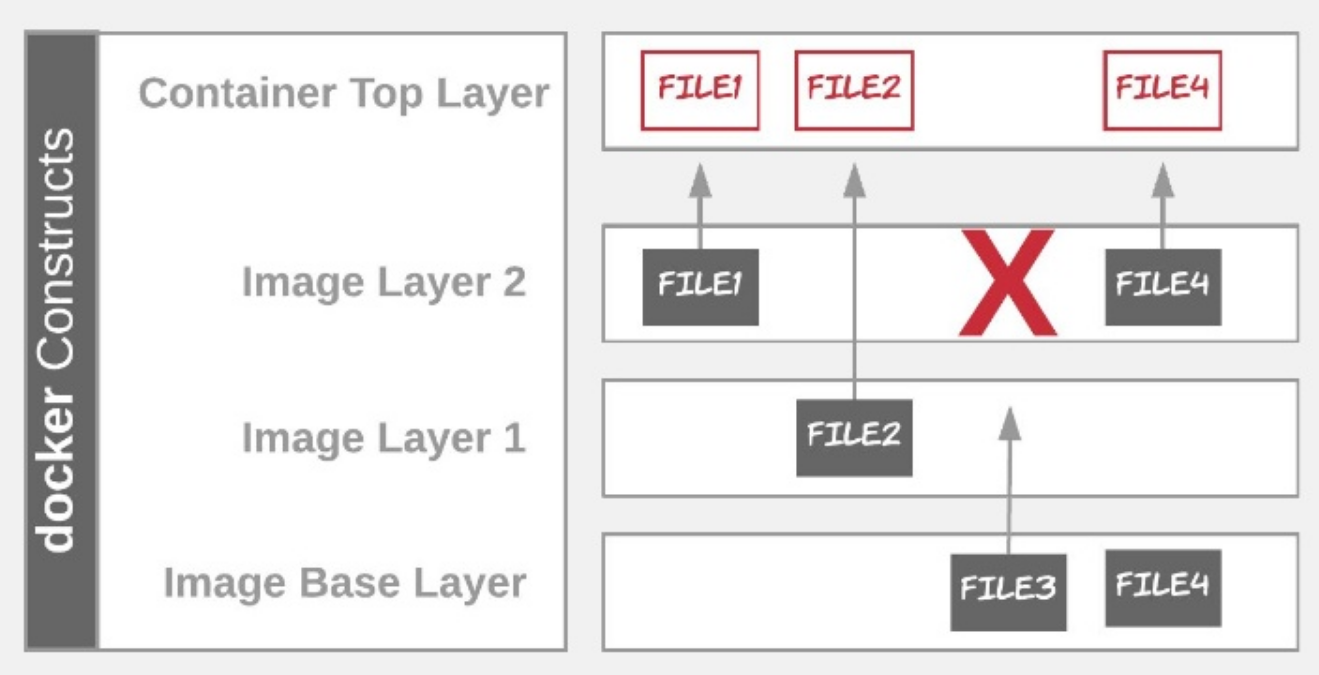 docker Constructs
Container Top Layer
FILE1 FILE2 FILE4
Image Layer 2
FILE1 X FILE4
Image Layer 1
FILE2
Image Base Layer
FILE3 FILE4